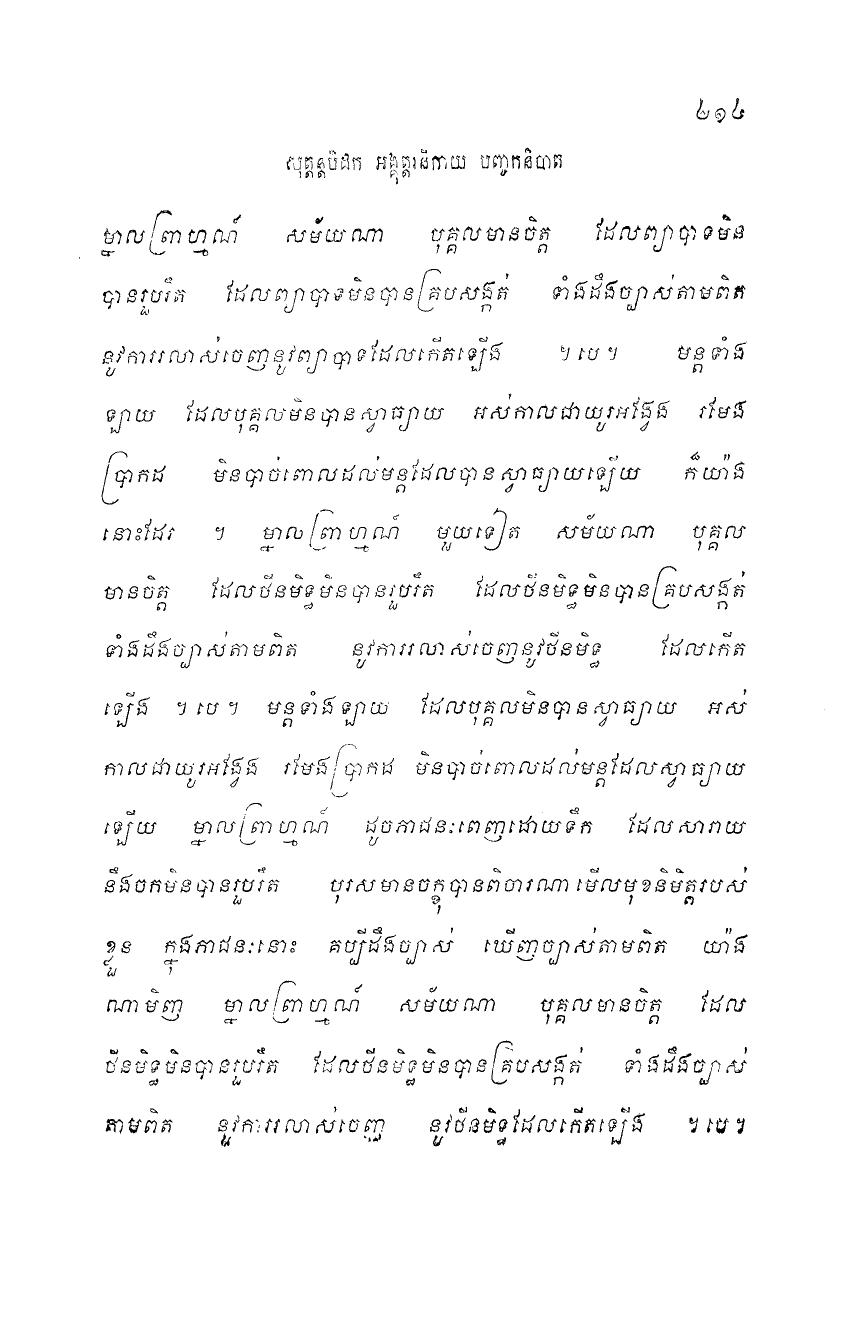 ៤១៤
សុត្តន្តបិដក អង្គុត្តរនិកាយ បញ្ចកនិបាត
ម្នាលព្រាហ្មណ៍ សម័យណា បុគ្គលមានចិត្ត ដែលព្យាបាទមិន
បានរួបរឹត ដែលព្យាបាទមិនបានគ្របសង្កត់ ទាំងដឹងច្បាស់តាមពិត
នូវការរលាស់ចេញនូវព្យាបាទដែលកើតឡើង ។ បេ ។ មន្តទាំង
ឡាយ ដែលបុគ្គលមិនបានស្វាធ្យាយ អស់កាលជាយូរអង្វែង រមែង
ប្រាកដ មិនបាច់ពោលដល់មន្តដែលបានស្វាធ្យាយឡើយ ក៏យ៉ាង
នោះដែរ ។ ម្នាលព្រាហ្មណ៍ មួយទៀត សម័យណា បុគ្គល
មានចិត្ត ដែលថីនមិទ្ធមិនបានរួបរឹត ដែលថីនមិទ្ធមិនបានគ្របសង្កត់
ទាំងដឹងច្បាស់តាមពិត នូវការរលាស់ចេញនូវថីនមិទ្ធ ដែលកើត
ឡើង ។ បេ ។ មន្តទាំងឡាយ ដែលបុគ្គលមិនបានស្វាធ្យាយ អស់
កាលជាយូរអង្វែង រមែងប្រាកដ មិនបាច់ពោលដល់មន្តដែលស្វាធ្យាយ
ឡើយ ម្នាលព្រាហ្មណ៍ ដូចភាជនៈពេញដោយទឹក ដែលសារាយ
នឹងចកមិនបានរួបរឹត បុរសមានចក្ខុបានពិចារណាមើលមុខនិមិត្តរបស់
ខ្លួន ក្នុងភាជនៈនោះ គប្បីដឹងច្បាស់ ឃើញច្បាស់តាមពិត យ៉ាង
ណាមិញ ម្នាលព្រាហ្មណ៍ សម័យណា បុគ្គលមានចិត្ត ដែល
ថីនមិទ្ធមិនបានរួបរឹត ដែលថីនមិទ្ធមិនបានគ្របសង្កត់ ទាំងដឹងច្បាស់
តាមពិត នូវការរលាស់ចេញ នូវថីនមិទ្ធដែលកើតឡើង ។ បេ ។